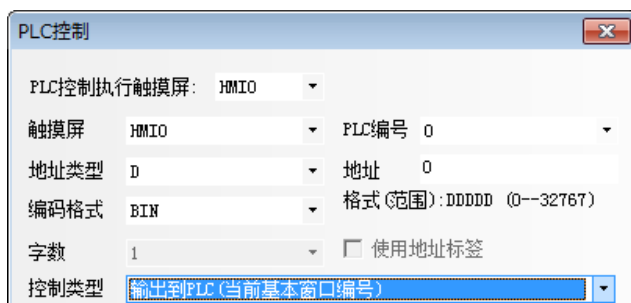 PLC控制
PLC控制执行触摸屏: HMI0
触摸屏 HMI0 PLC编号 0
地址类型 D 地址 0
编码格式 BIN 格式(范围):DDDDD (0--32767)
字数 1 使用地址标签
控制类型 输出到PLC(当前基本窗口编号)